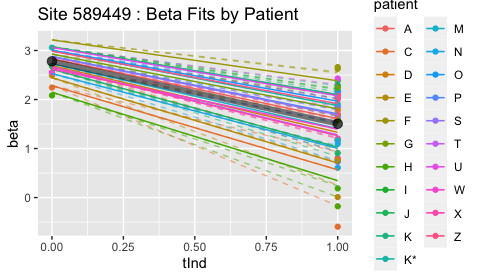 Site 589449 : Beta Fits by Patient
beta
3
2
1
0
0.00 0.25 0.50 0.75 1.00
tInd
patient
A
C
D
E
F
G
H
I
J
K
K*
M
N
O
P
S
T
U
W
X
Z